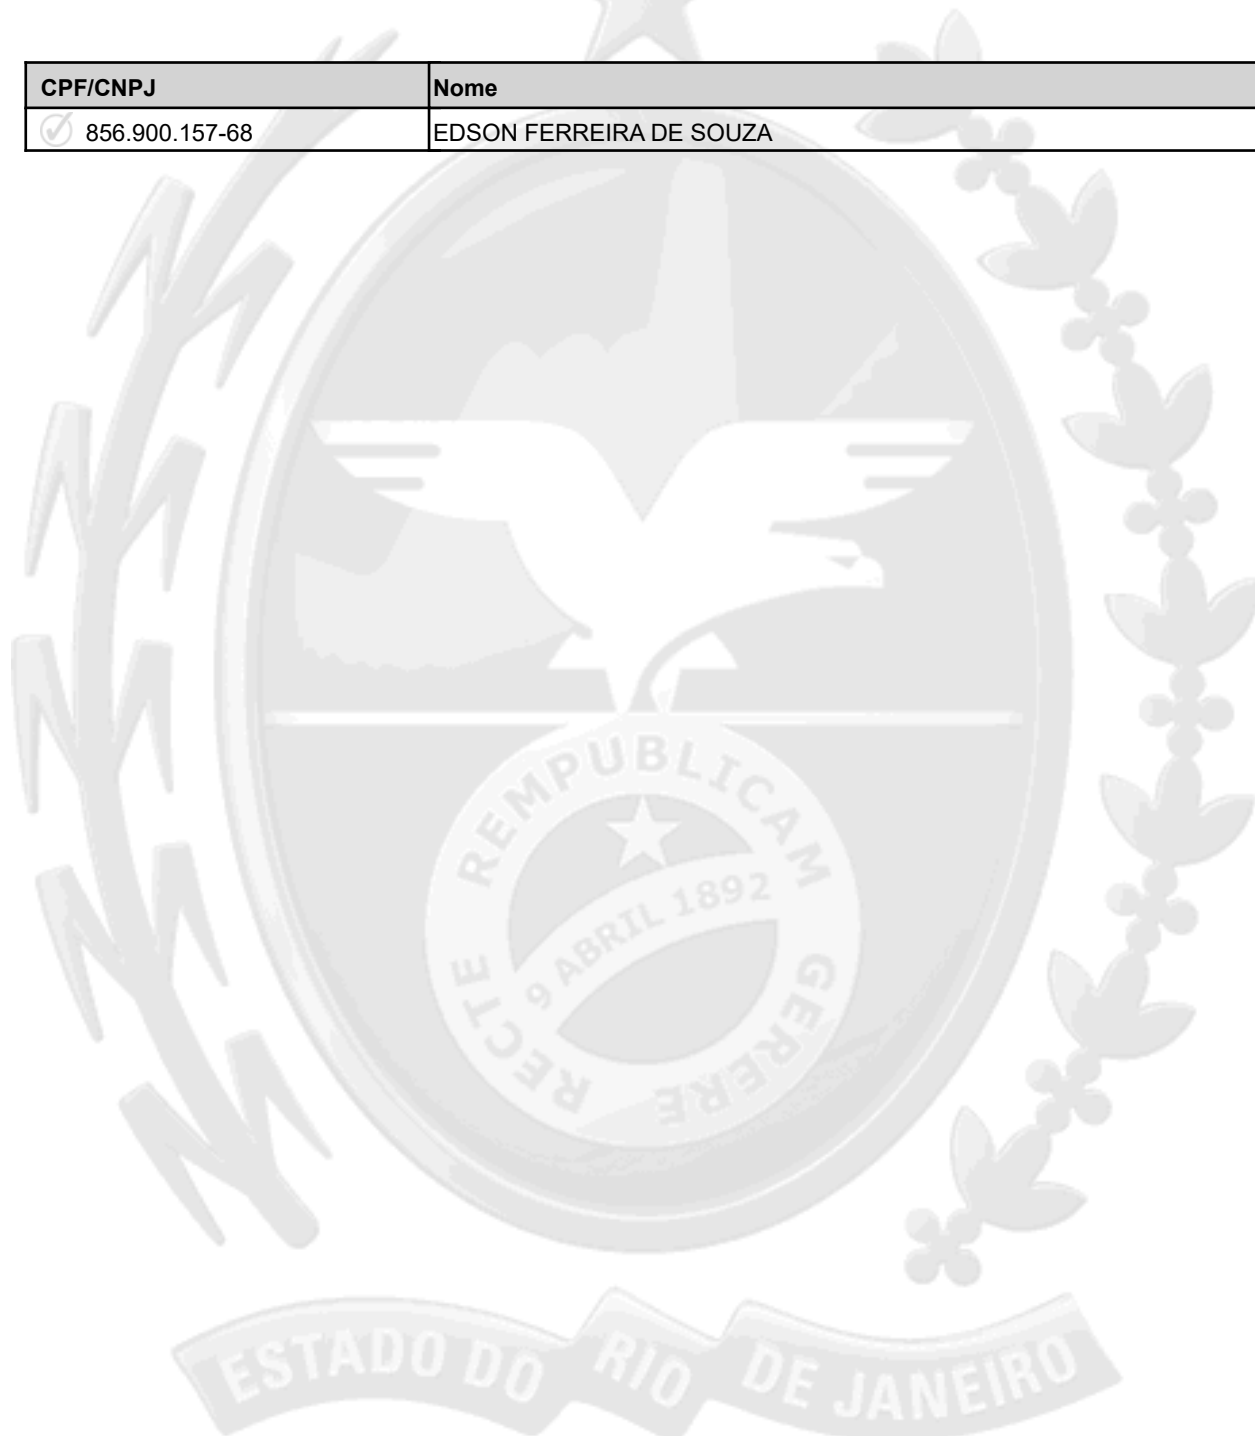 CPF/CNPJ Nome
856.900.157-68 EDSON FERREIRA DE SOUZA
REMPUBLICAM
9 ABRIL 1892
RECTE GERERE
ESTADO DO RIO DE JANEIRO